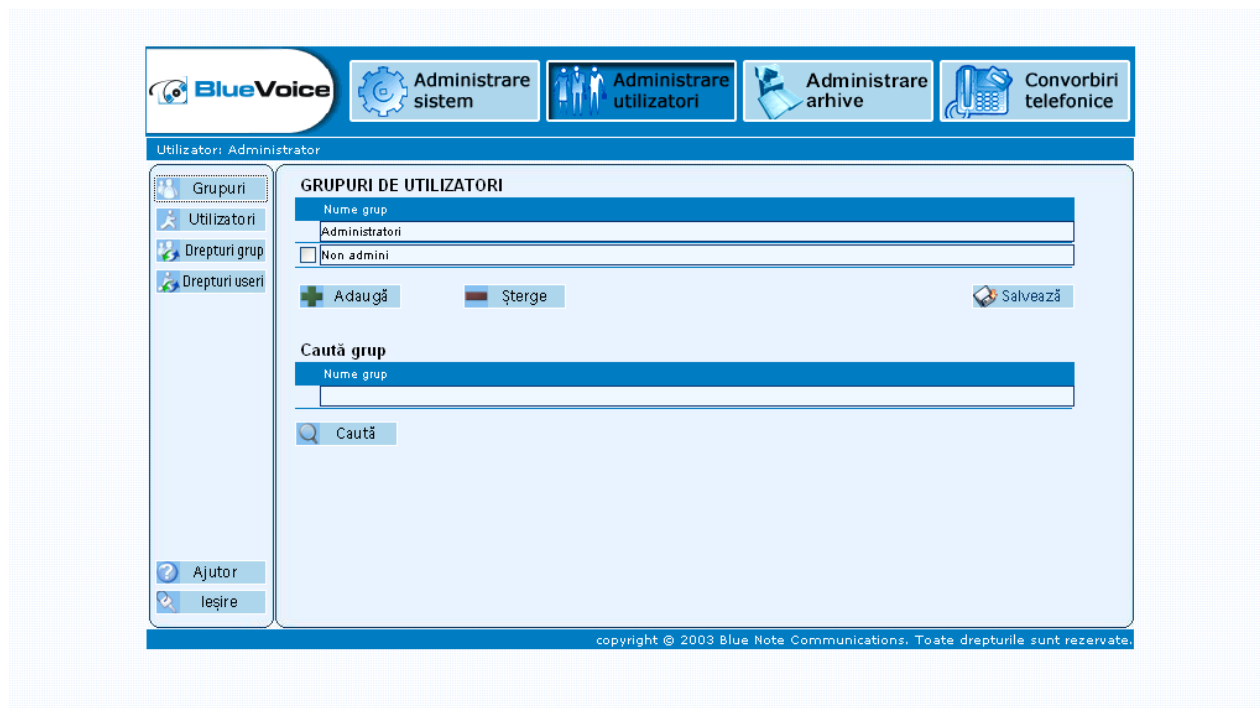 BlueVoice
Administrare
sistem
Administrare
utilizatori
Administrare
arhive
Convorbiri
telefonice
Utilizator: Administrator
Grupuri
Utilizatori
Drepturi grup
Drepturi useri
Ajutor
Ieșire
GRUPURI DE UTILIZATORI
Nume grup
Administratori
Non admini
Adaugă
Șterge
Salvează
Caută grup
Nume grup
Caută
copyright @ 2003 Blue Note Communications. Toate drepturile sunt rezervate.